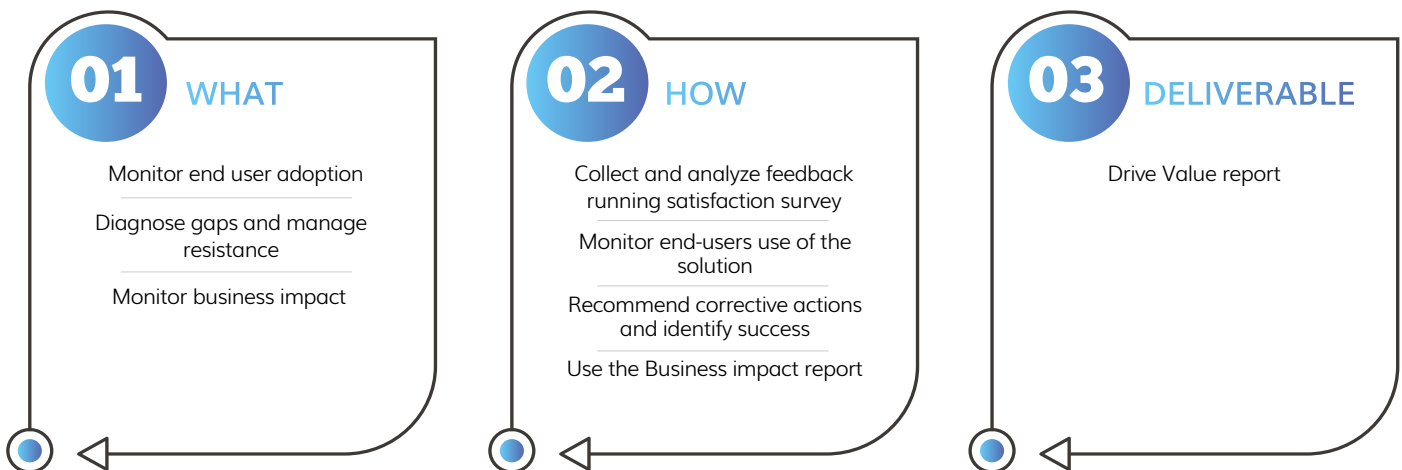 01
WHAT
Monitor end user adoption
Diagnose gaps and manage
resistance
Monitor business impact
02
HOW
Collect and analyze feedback
running satisfaction survey
Monitor end-users use of the
solution
Recommend corrective actions
and identify success
Use the Business impact report
03
DELIVERABLE
Drive Value report